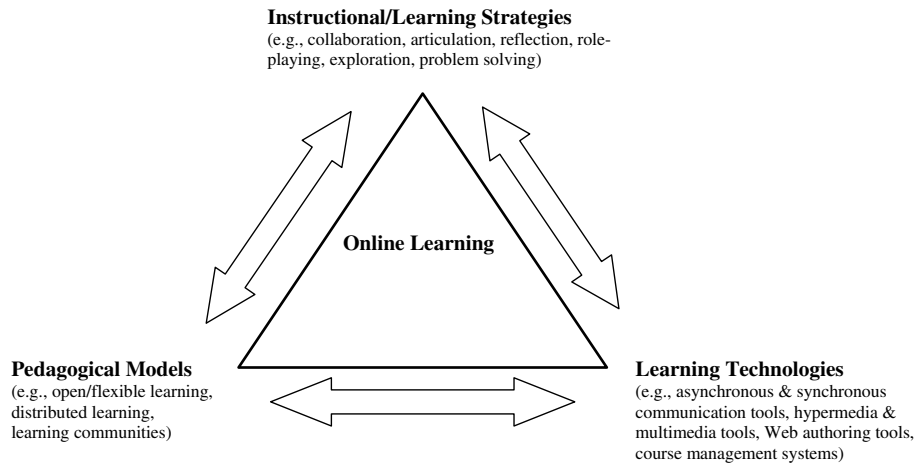 Instructional/Learning Strategies
(e.g., collaboration, articulation, reflection, role-
playing, exploration, problem solving)
Online Learning
Pedagogical Models
(e.g., open/flexible learning,
distributed learning,
learning communities)
Learning Technologies
(e.g., asynchronous & synchronous
communication tools, hypermedia &
multimedia tools, Web authoring tools,
course management systems)